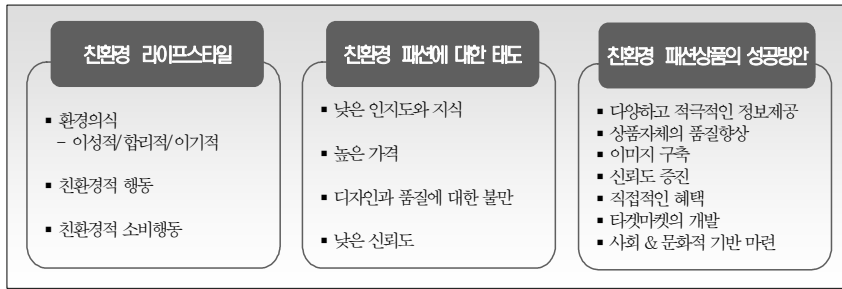 친환경 라이프스타일
▪ 환경의식
– 이성적/합리적/이기적
▪ 친환경적 행동
▪ 친환경적 소비행동
친환경 패션에 대한 태도
▪ 낮은 인지도와 지식
▪ 높은 가격
▪ 디자인과 품질에 대한 불만
▪ 낮은 신뢰도
친환경 패션상품의 성공방안
▪ 다양하고 적극적인 정보제공
▪ 상품자체의 품질향상
▪ 이미지 구축
▪ 신뢰도 증진
▪ 직접적인 혜택
▪ 타겟마켓의 개발
▪ 사회 & 문화적 기반 마련